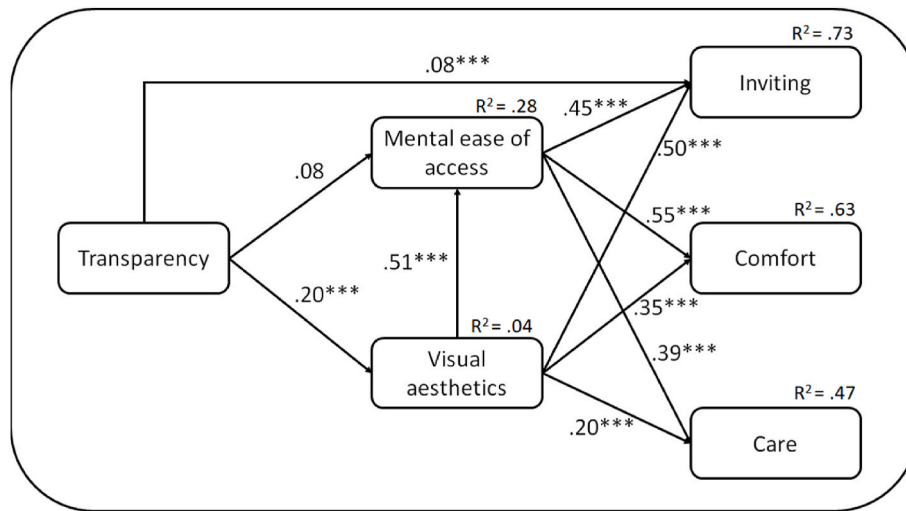 R² = .73
.08***
Inviting
R² = .28
.45***
Mental ease of
access
.50***
.08
R² = .63
.55***
Transparency
.51***
Comfort
.20***
.35***
R² = .04
.39***
Visual
aesthetics
R² = .47
.20***
Care